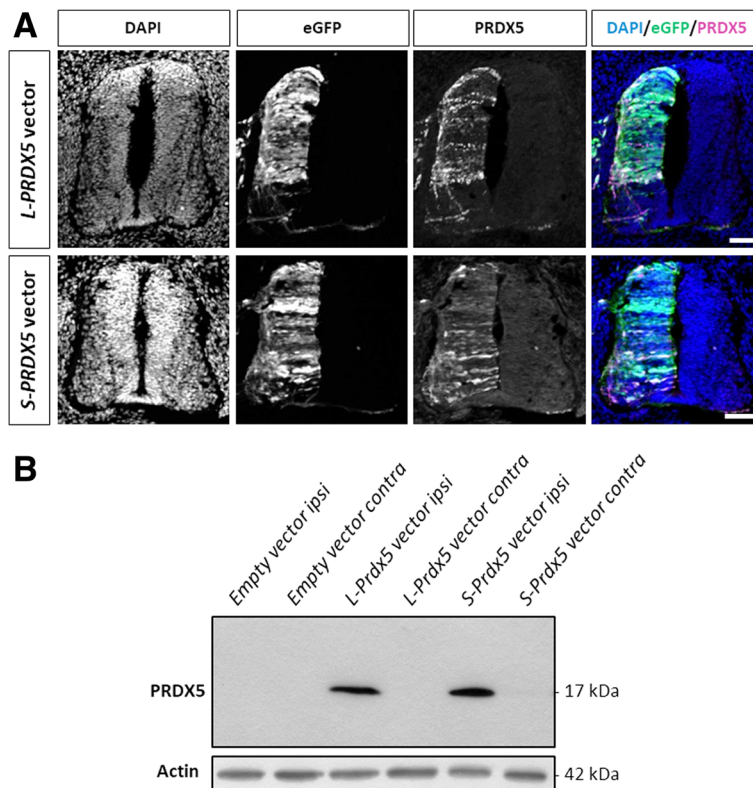 A
DAPI
eGFP
PRDX5
DAPI/eGFP/PRDX5
L-PRDX5 vector
S-PRDX5 vector
B
Empty vector ipsi
Empty vector contra
L-Prdx5 vector ipsi
L-Prdx5 vector contra
S-Prdx5 vector ipsi
S-Prdx5 vector contra
PRDX5
17 kDa
Actin
42 kDa